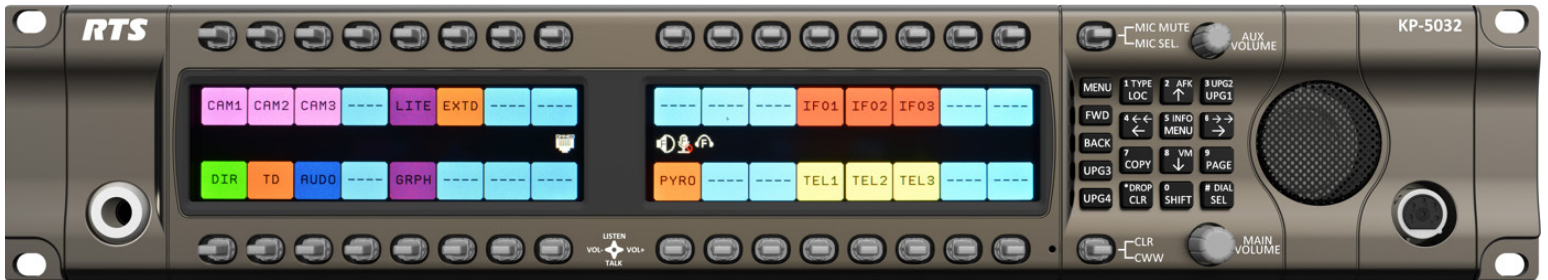 RTS
KP-5032
MIC MUTE
MIC SEL.
AUX
VOLUME
CAM1 CAM2 CAM3 ---- LITE EXTD ---- ----
---- ---- ---- IFO1 IFO2 IFO3 ---- ----
DIR TD AUDO ---- GRPH ---- ---- ----
PYRO ---- ---- TEL1 TEL2 TEL3 ---- ----
MENU
1 TYPE
LOC
2 AFK
↑
3 UPG2
UPG1
FWD
4 ←←
←
5 INFO
MENU
6 →→
→
BACK
7
COPY
8 VM
↓
9
PAGE
UPG3
UPG4
*DROP
CLR
0
SHIFT
# DIAL
SEL
LISTEN
VOL- VOL+
TALK
CLR
CWW
MAIN
VOLUME